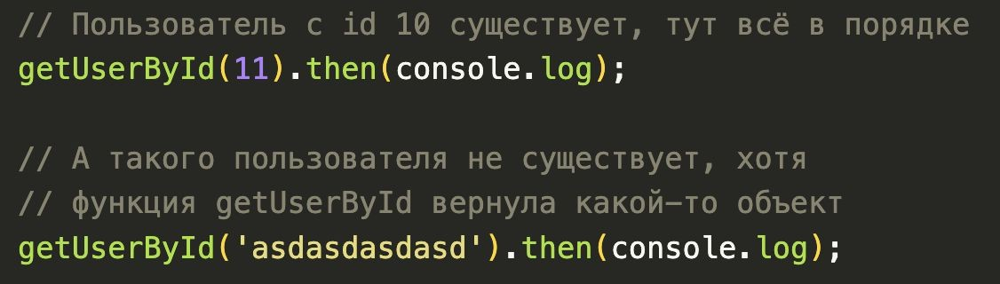 // Пользователь с id 10 существует, тут всё в порядке
getUserById(11).then(console.log);
// А такого пользователя не существует, хотя
// функция getUserById вернула какой-то объект
getUserById('asdasdasdasd').then(console.log);